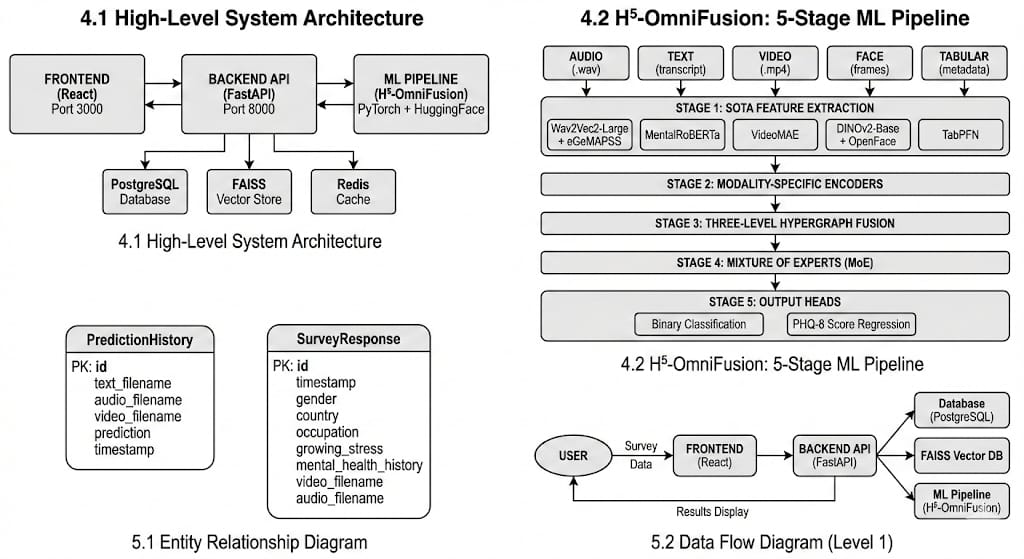 4.1 High-Level System Architecture
FRONTEND
(React)
Port 3000
BACKEND API
(FastAPI)
Port 8000
ML PIPELINE
(H⁵-OmniFusion)
PyTorch + HuggingFace
PostgreSQL
Database
FAISS
Vector Store
Redis
Cache
4.1 High-Level System Architecture
4.2 H⁵-OmniFusion: 5-Stage ML Pipeline
AUDIO
(.wav)
TEXT
(transcript)
VIDEO
(.mp4)
FACE
(frames)
TABULAR
(metadata)
STAGE 1: SOTA FEATURE EXTRACTION
Wav2Vec2-Large
+ eGeMAPSS
MentalRoBERTa
VideoMAE
DINOv2-Base
+ OpenFace
TabPFN
STAGE 2: MODALITY-SPECIFIC ENCODERS
STAGE 3: THREE-LEVEL HYPERGRAPH FUSION
STAGE 4: MIXTURE OF EXPERTS (MoE)
STAGE 5: OUTPUT HEADS
Binary Classification
PHQ-8 Score Regression
4.2 H⁵-OmniFusion: 5-Stage ML Pipeline
PredictionHistory
PK: id
text_filename
audio_filename
video_filename
prediction
timestamp
SurveyResponse
PK: id
timestamp
gender
country
occupation
growing_stress
mental_health_history
video_filename
audio_filename
5.1 Entity Relationship Diagram
USER
Survey
Data
FRONTEND
(React)
BACKEND API
(FastAPI)
Database
(PostgreSQL)
FAISS Vector DB
ML Pipeline
(H⁵-OmniFusion)
Results Display
5.2 Data Flow Diagram (Level 1)